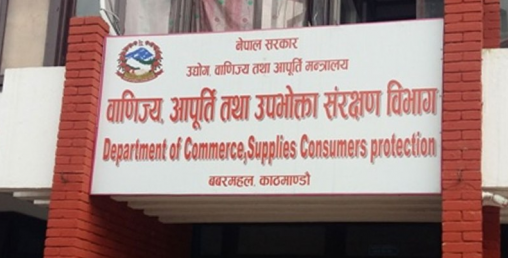 नेपाल सरकार
उद्योग, वाणिज्य तथा आपूर्ति मन्त्रालय
वाणिज्य, आपूर्ति तथा उपभोक्ता संरक्षण विभाग
Department of Commerce,Supplies Consumers protection
बबरमहल, काठमाण्डौ